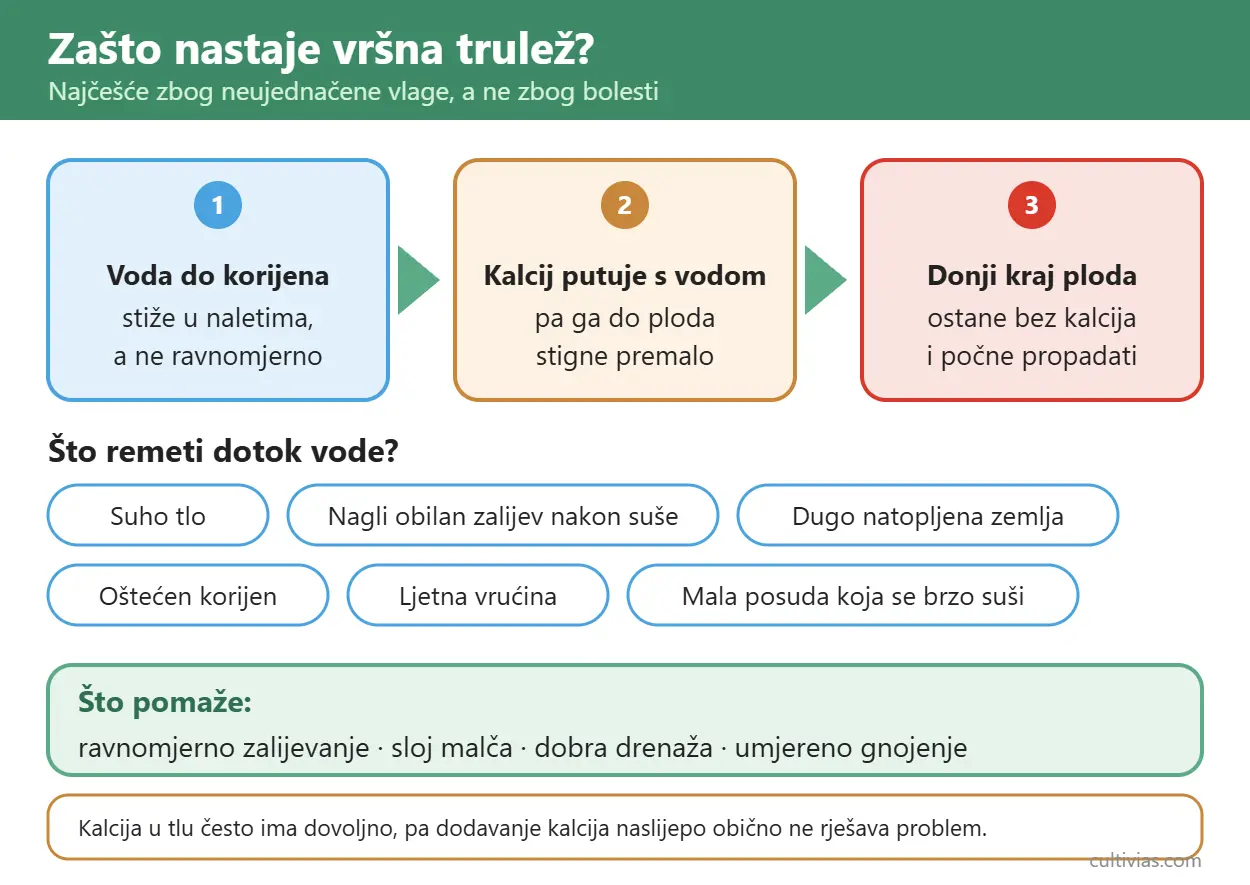 Zašto nastaje vršna trulež?
Najčešće zbog neujednačene vlage, a ne zbog bolesti
1
Voda do korijena
stiže u naletima,
a ne ravnomjerno
2
Kalcij putuje s vodom
pa ga do ploda
stigne premalo
3
Donji kraj ploda
ostane bez kalcija
i počne propadati
Što remeti dotok vode?
Suho tlo
Nagli obilan zalijev nakon suše
Dugo natopljena zemlja
Oštećen korijen
Ljetna vrućina
Mala posuda koja se brzo suši
Što pomaže:
ravnomjerno zalijevanje · sloj malča · dobra drenaža · umjereno gnojenje
Kalcija u tlu često ima dovoljno, pa dodavanje kalcija naslijepo obično ne rješava problem.
cultivias.com